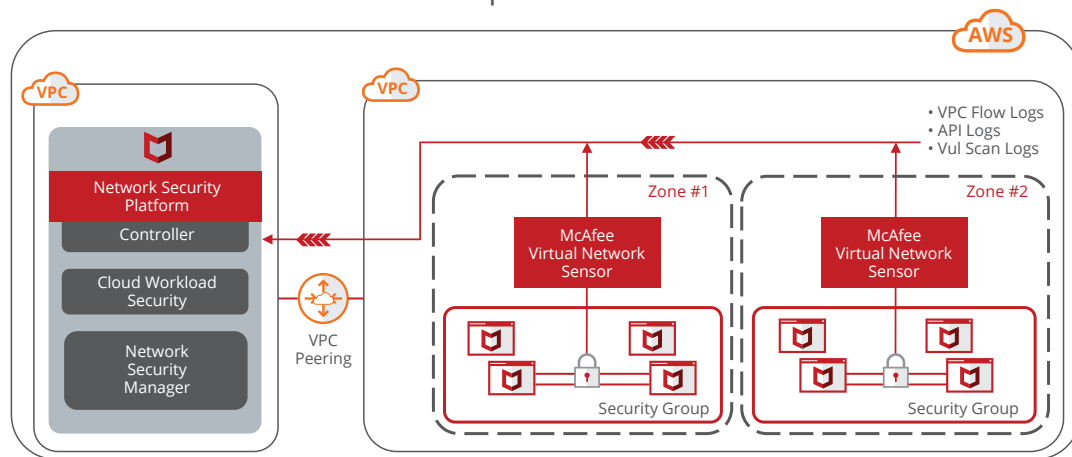 AWS
VPC
VPC
• VPC Flow Logs
• API Logs
• Vul Scan Logs
Network Security
Platform
Controller
Cloud Workload
Security
Network
Security
Manager
VPC
Peering
Zone #1
McAfee
Virtual Network
Sensor
Security Group
Zone #2
McAfee
Virtual Network
Sensor
Security Group